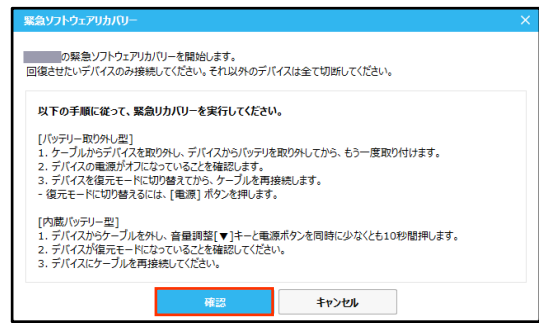 緊急ソフトウェアリカバリー
の緊急ソフトウェアリカバリーを開始します。
回復させたいデバイスのみ接続してください。それ以外のデバイスは全て切断してください。
以下の手順に従って、緊急リカバリーを実行してください。
[バッテリー取り外し型]
1. ケーブルからデバイスを取り外し、デバイスからバッテリを取り外してから、もう一度取り付けます。
2. デバイスの電源がオフになっていることを確認します。
3. デバイスを復元モードに切り替えてから、ケーブルを再接続します。
- 復元モードに切り替えるには、[電源] ボタンを押します。
[内蔵バッテリー型]
1. デバイスからケーブルを外し、音量調整[▼]キーと電源ボタンを同時に少なくとも10秒間押します。
2. デバイスが復元モードになっていることを確認してください。
3. デバイスにケーブルを再接続してください。
確認
キャンセル